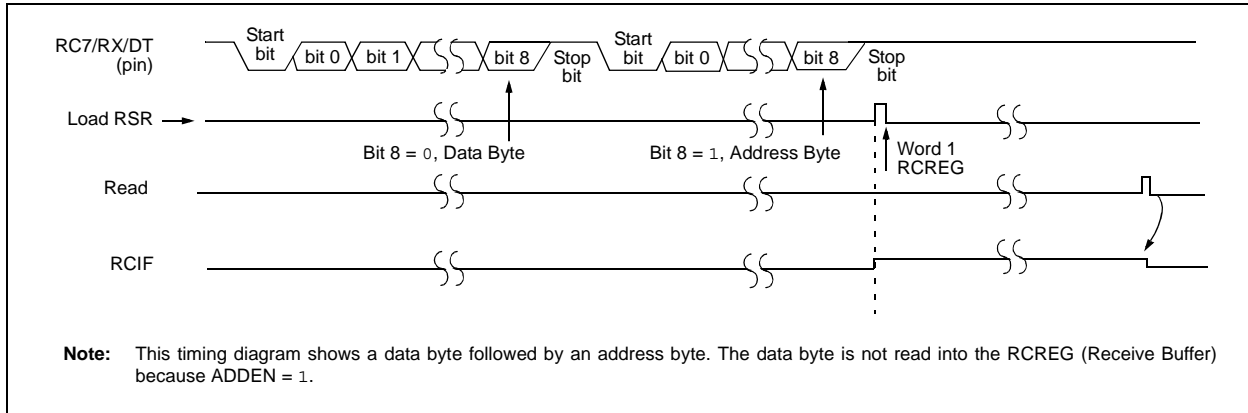 RC7/RX/DT
(pin)
Start
bit
bit 0
bit 1
bit 8
Stop
bit
Start
bit
bit 0
bit 8
Stop
bit
Load RSR
Bit 8 = 0, Data Byte
Bit 8 = 1, Address Byte
Word 1
RCREG
Read
RCIF
Note: This timing diagram shows a data byte followed by an address byte. The data byte is not read into the RCREG (Receive Buffer)
because ADDEN = 1.